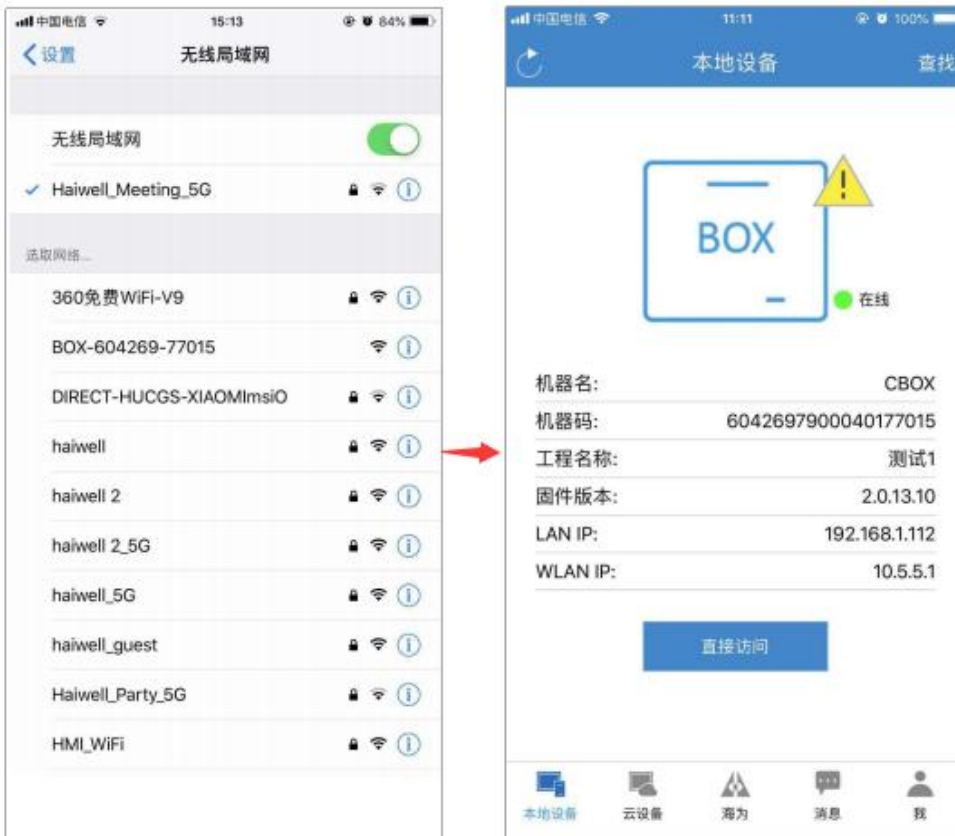 中国电信 15:13 84%
设置 无线局域网
无线局域网
Haiwell_Meeting_5G
选取网络...
360免费WiFi-V9
BOX-604269-77015
DIRECT-HUCGS-XIAOMImsiO
haiwell
haiwell 2
haiwell 2_5G
haiwell_5G
haiwell_guest
Haiwell_Party_5G
HMI_WiFi
中国电信 11:11 100%
本地设备 查找
BOX
在线
机器名: CBOX
机器码: 6042697900040177015
工程名称: 测试1
固件版本: 2.0.13.10
LAN IP: 192.168.1.112
WLAN IP: 10.5.5.1
直接访问
本地设备 云设备 海为 消息 我